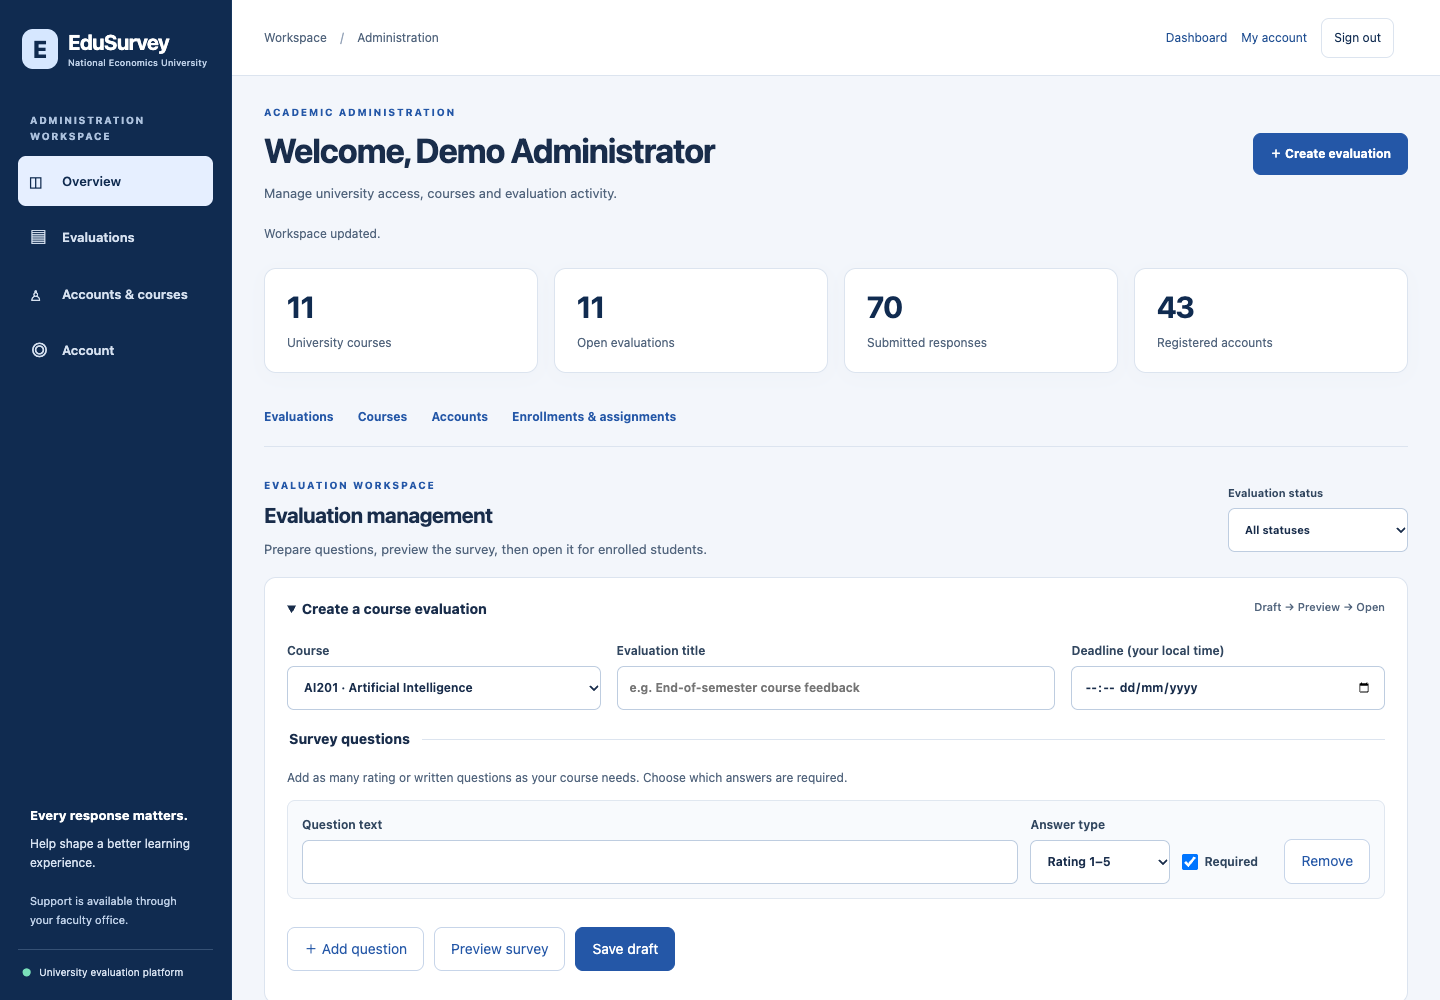 E
EduSurvey
National Economics University
ADMINISTRATION
WORKSPACE
Overview
Evaluations
Accounts & courses
Account
Every response matters.
Help shape a better learning
experience.
Support is available through
your faculty office.
University evaluation platform
Workspace / Administration
Dashboard
My account
Sign out
ACADEMIC ADMINISTRATION
Welcome, Demo Administrator
Manage university access, courses and evaluation activity.
+ Create evaluation
Workspace updated.
11
University courses
11
Open evaluations
70
Submitted responses
43
Registered accounts
Evaluations
Courses
Accounts
Enrollments & assignments
EVALUATION WORKSPACE
Evaluation management
Prepare questions, preview the survey, then open it for enrolled students.
Evaluation status
All statuses
Create a course evaluation
Draft → Preview → Open
Course
AI201 · Artificial Intelligence
Evaluation title
e.g. End-of-semester course feedback
Deadline (your local time)
--:-- dd/mm/yyyy
Survey questions
Add as many rating or written questions as your course needs. Choose which answers are required.
Question text
Answer type
Rating 1–5
Required
Remove
+ Add question
Preview survey
Save draft